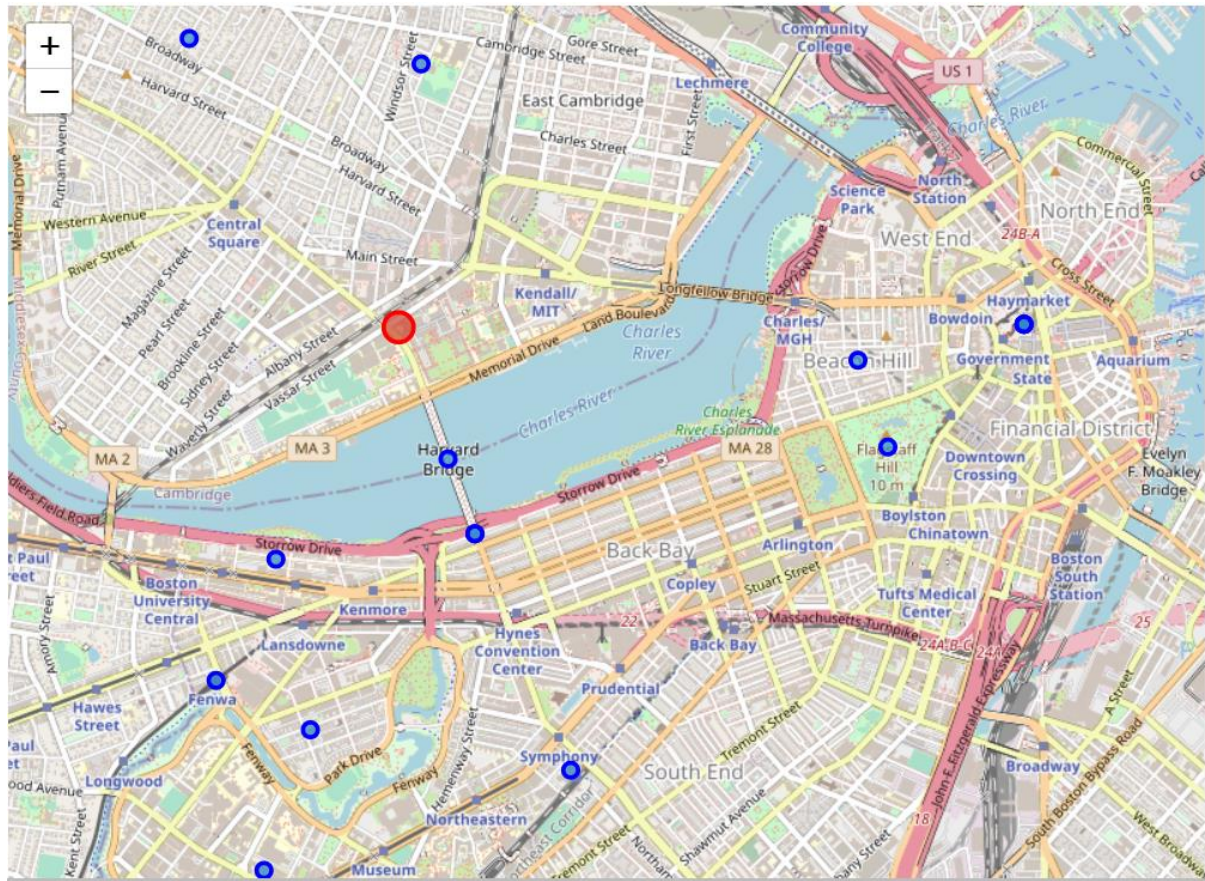 +
−
Broadway
Harvard Street
Windsor Street
Cambridge Street
Gore Street
Community
College
Lechmere
US 1
East Cambridge
First Street
Charles Street
Charles River
Commercial Street
Putnam Avenue
Memorial Drive
Broadway
Harvard Street
Science
Park
North
Station
North End
Western Avenue
River Street
Central
Square
Main Street
West End
24B-A
Cross Street
Magazine Street
Pearl Street
Brookline Street
Sidney Street
Albany Street
Vassar Street
Waverly Street
Kendall/
MIT
Longfellow Bridge
Land Boulevard
Storrow Drive
Charles/
MGH
Haymarket
Bowdoin
Government
State
Aquarium
Memorial Drive
Charles
River
Beacon Hill
Charles River
Charles
River Esplanade
MA 2
MA 3
MA 28
Harvard
Bridge
Hill
10 m
Financial District
Downtown
Crossing
Evelyn
F. Moakley
Bridge
Cambridge
Storrow Drive
Boylston
Chinatown
Storrow Drive
Back Bay
Arlington
Boston
University
Central
Kenmore
Copley
Stuart Street
Tufts Medical
Center
Boston
South
Station
Amory Street
Lansdowne
Hynes
Convention
Center
22
Back Bay
Massachusetts Turnpike
24A-B-C
24A
25
Hawes
Street
Fenwa
Prudential
A Street
Park Drive
Fenway
Fenway
Hemenway Street
Tremont Street
Symphony
South End
John F. Fitzgerald Expressway
Broadway
South Boston Bypass Road
Longwood
Kent Street
Northeastern
Museum
Tremont Street
Shawmut Avenue
18
West Broadway